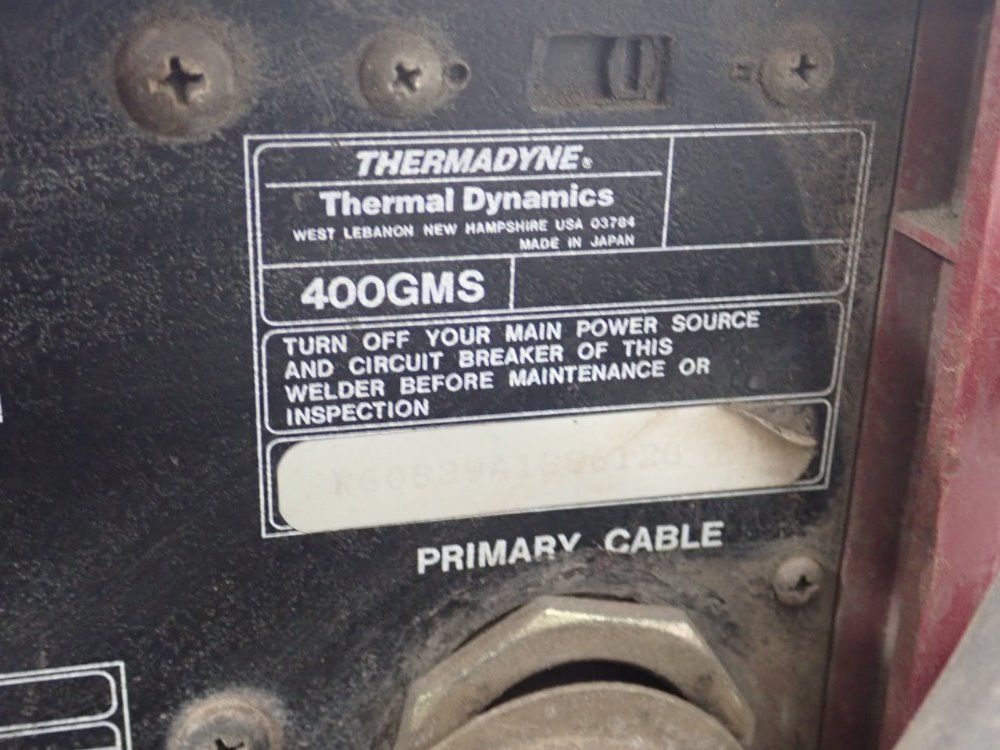 THERMADYNE®
Thermal Dynamics
WEST LEBANON NEW HAMPSHIRE USA 03784
MADE IN JAPAN
400GMS
TURN OFF YOUR MAIN POWER SOURCE
AND CIRCUIT BREAKER OF THIS
WELDER BEFORE MAINTENANCE OR
INSPECTION
PRIMARY CABLE